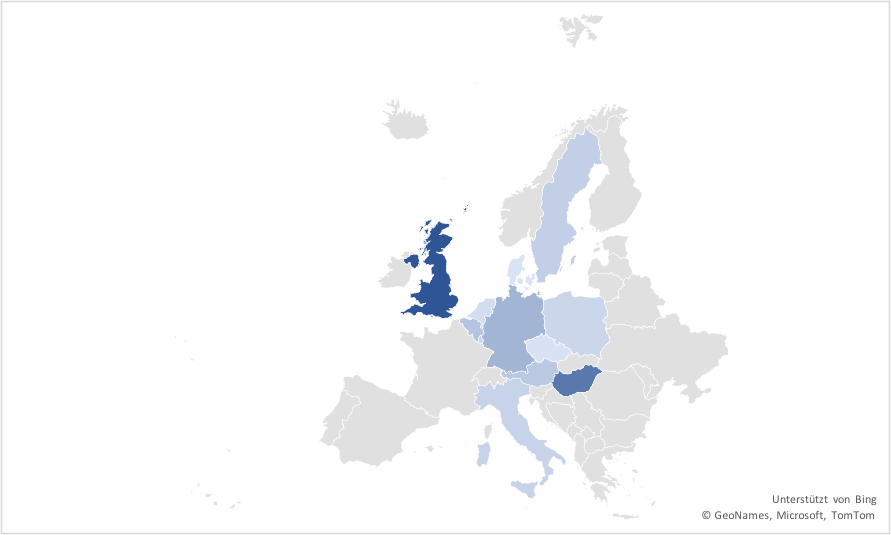 Unterstützt von Bing
© GeoNames, Microsoft, TomTom